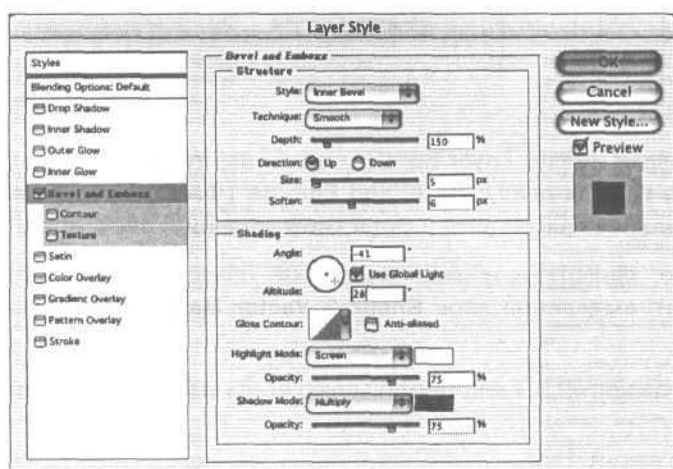 Layer Style
Styles
Blending Options: Default
Drop Shadow
Inner Shadow
Outer Glow
Inner Glow
Bevel and Emboss
Contour
Texture
Satin
Color Overlay
Gradient Overlay
Pattern Overlay
Stroke
Bevel and Emboss
Structure
Style: Inner Bevel
Technique: Smooth
Depth: 150 %
Direction: Up Down
Size: 5 px
Soften: 6 px
Shading
Angle: -41 °
Use Global Light
Altitude: 28 °
Gloss Contour: Anti-aliased
Highlight Mode: Screen
Opacity: 75 %
Shadow Mode: Multiply
Opacity: 75 %
OK
Cancel
New Style...
Preview